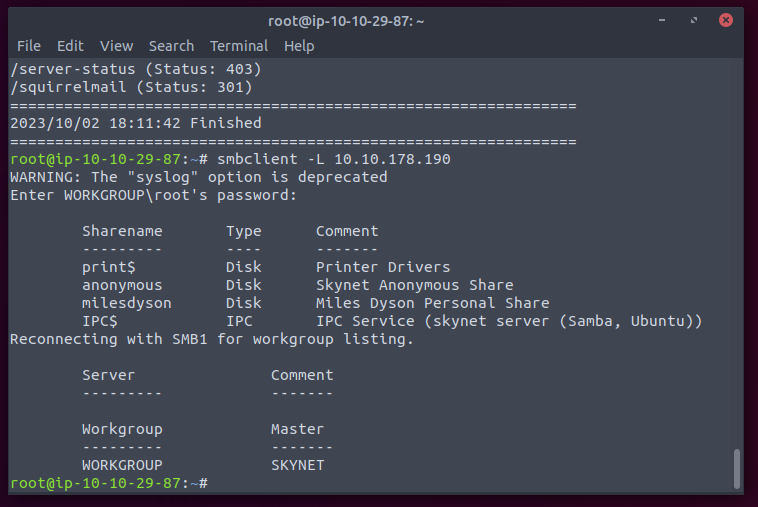 root@ip-10-10-29-87: ~
File Edit View Search Terminal Help
/server-status (Status: 403)
/squirrelmail (Status: 301)
===============================================================
2023/10/02 18:11:42 Finished
===============================================================
root@ip-10-10-29-87:~# smbclient -L 10.10.178.190
WARNING: The "syslog" option is deprecated
Enter WORKGROUP\root's password:
Sharename Type Comment
--------- ---- -------
print$ Disk Printer Drivers
anonymous Disk Skynet Anonymous Share
milesdyson Disk Miles Dyson Personal Share
IPC$ IPC IPC Service (skynet server (Samba, Ubuntu))
Reconnecting with SMB1 for workgroup listing.
Server Comment
--------- -------
Workgroup Master
--------- -------
WORKGROUP SKYNET
root@ip-10-10-29-87:~#